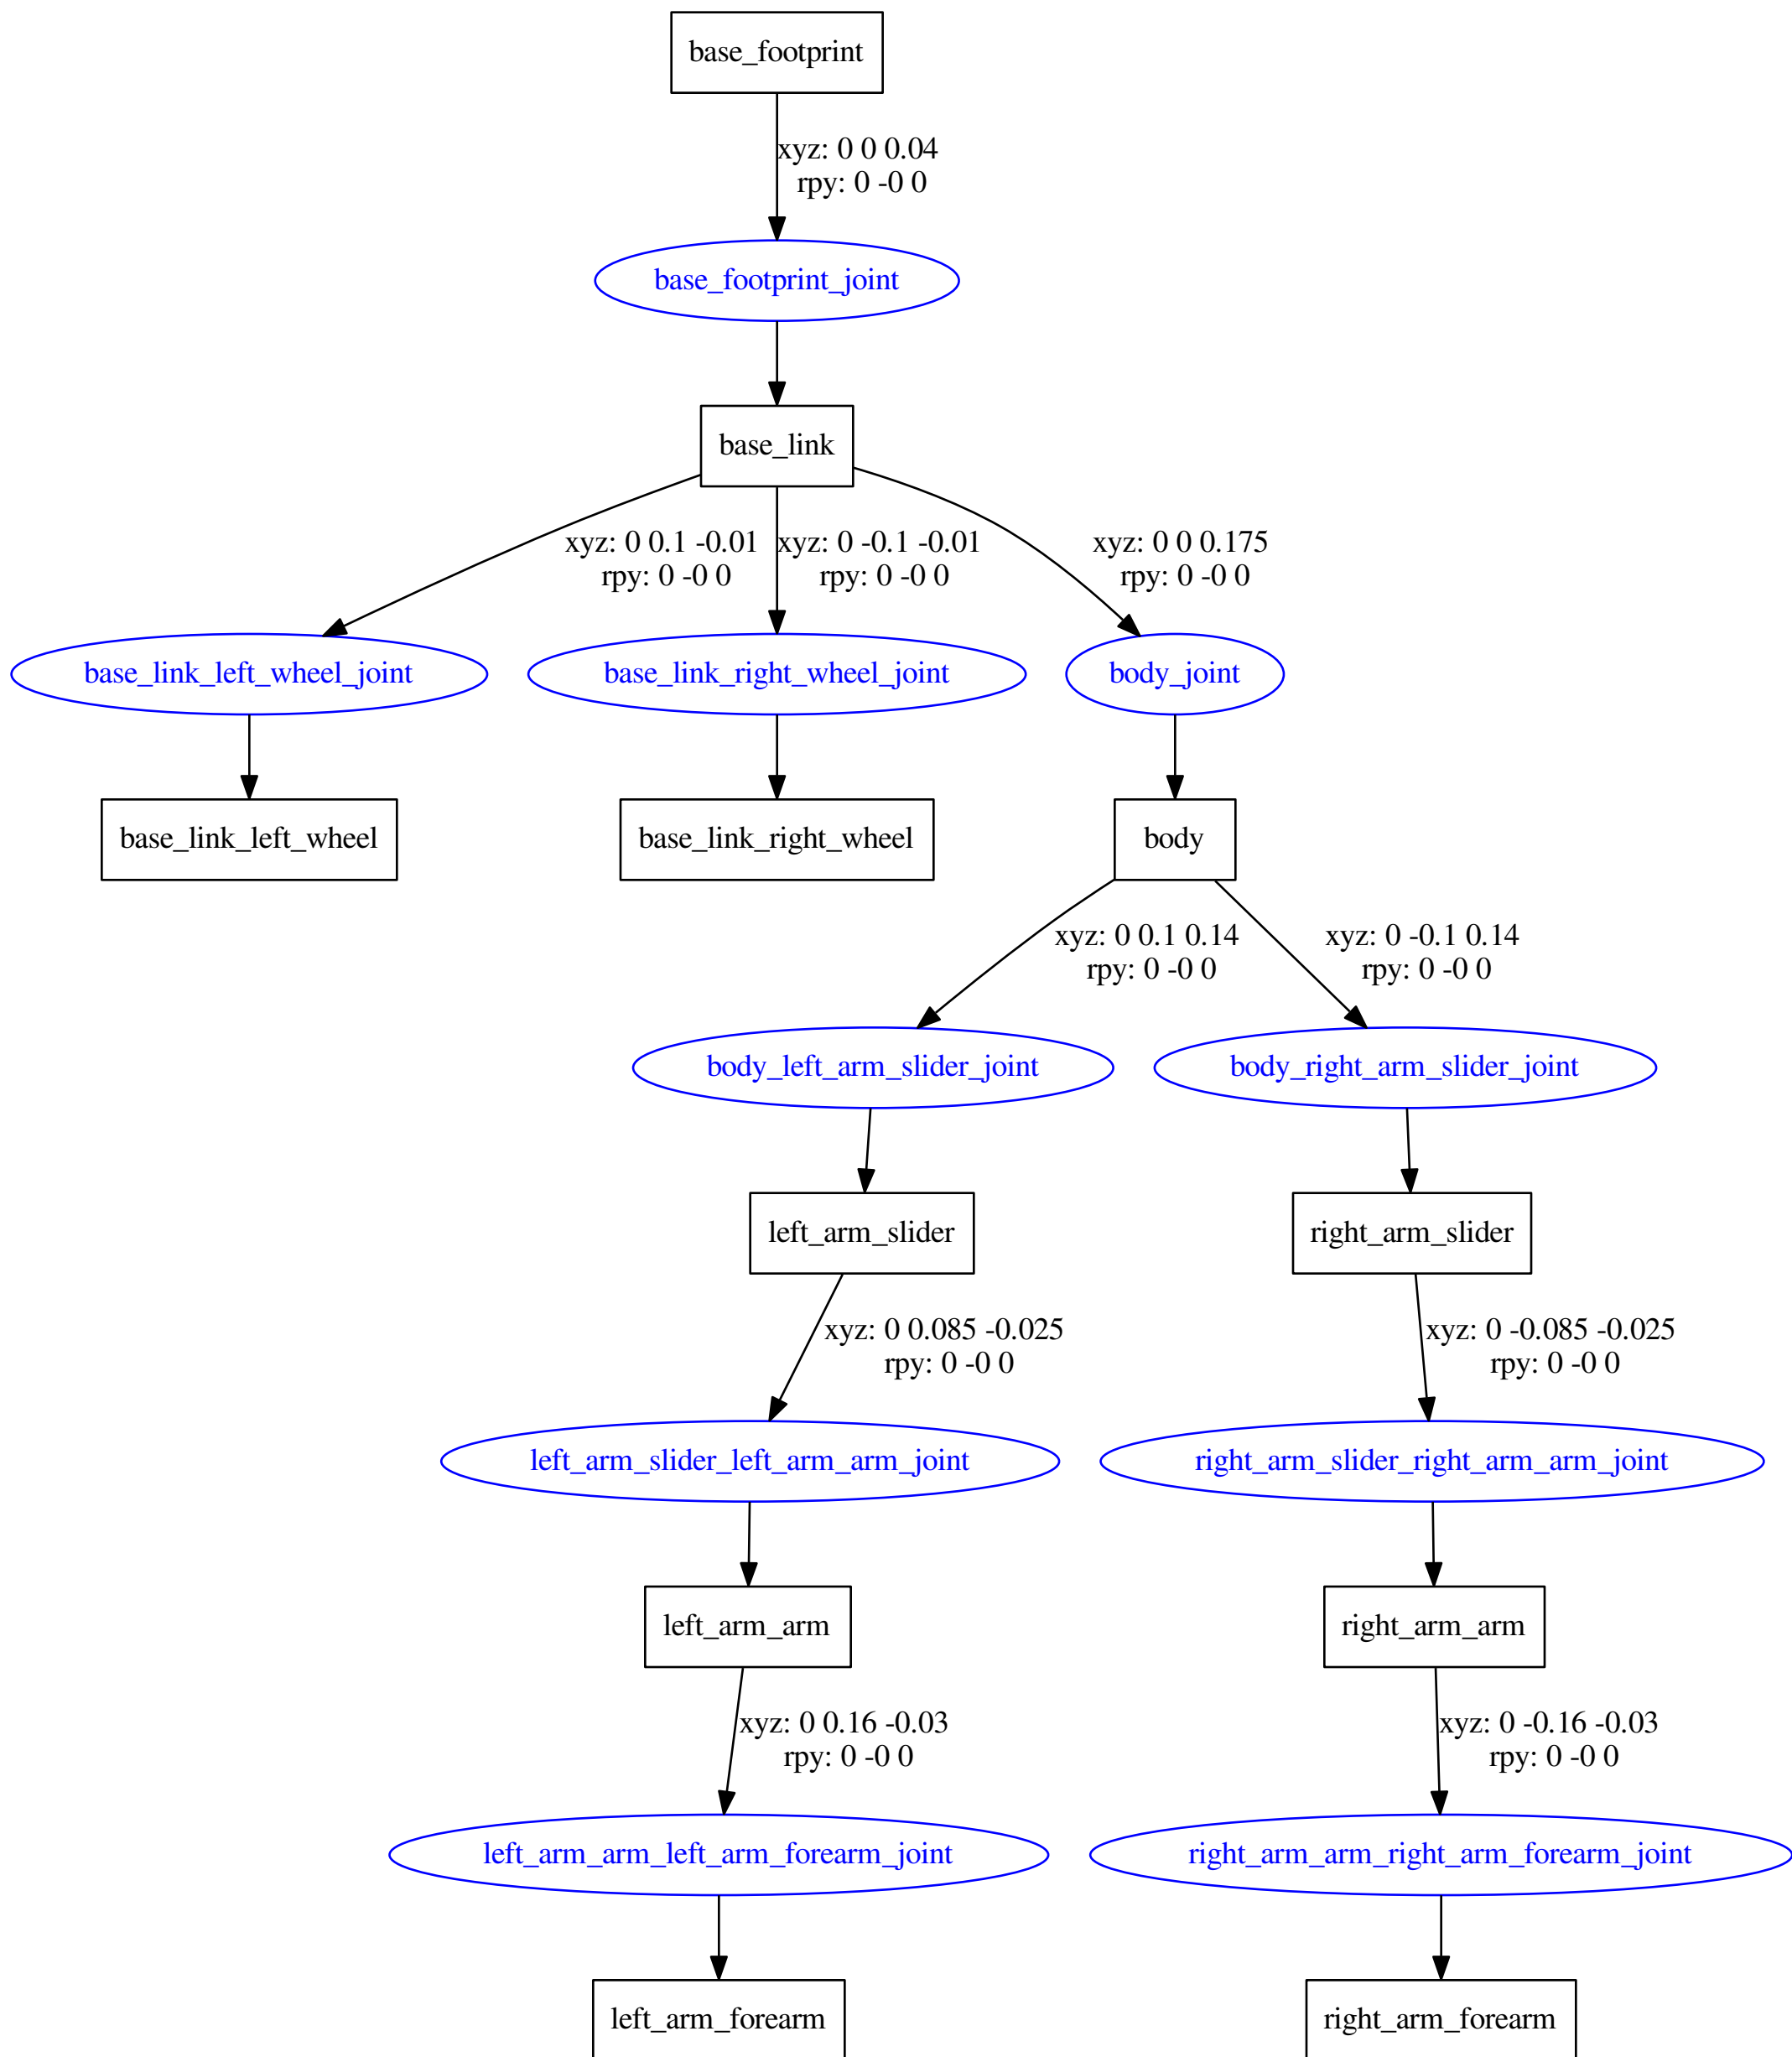 base_footprint
xyz: 0 0 0.04
rpy: 0 -0 0
base_footprint_joint
base_link
xyz: 0 0.1 -0.01
rpy: 0 -0 0
xyz: 0 -0.1 -0.01
rpy: 0 -0 0
xyz: 0 0 0.175
rpy: 0 -0 0
base_link_left_wheel_joint
base_link_right_wheel_joint
body_joint
base_link_left_wheel
base_link_right_wheel
body
xyz: 0 0.1 0.14
rpy: 0 -0 0
xyz: 0 -0.1 0.14
rpy: 0 -0 0
body_left_arm_slider_joint
body_right_arm_slider_joint
left_arm_slider
right_arm_slider
xyz: 0 0.085 -0.025
rpy: 0 -0 0
xyz: 0 -0.085 -0.025
rpy: 0 -0 0
left_arm_slider_left_arm_arm_joint
right_arm_slider_right_arm_arm_joint
left_arm_arm
right_arm_arm
xyz: 0 0.16 -0.03
rpy: 0 -0 0
xyz: 0 -0.16 -0.03
rpy: 0 -0 0
left_arm_arm_left_arm_forearm_joint
right_arm_arm_right_arm_forearm_joint
left_arm_forearm
right_arm_forearm